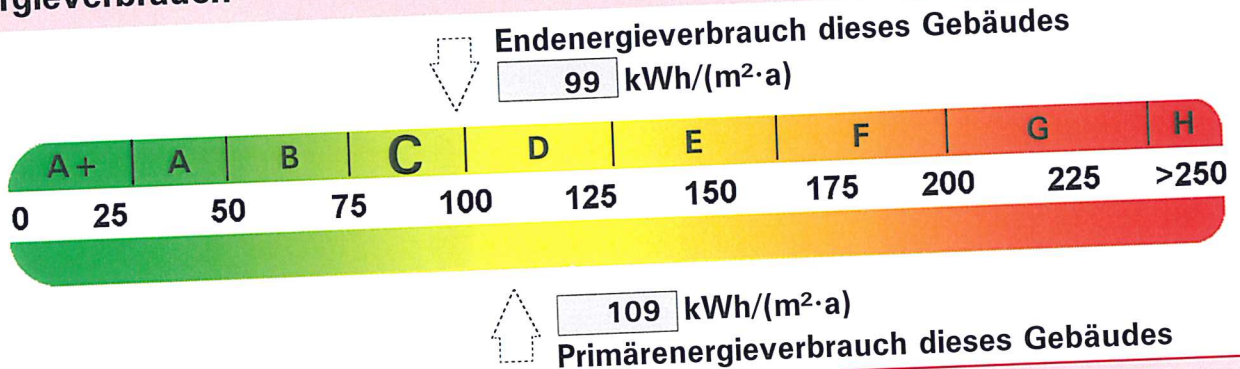 Endenergieverbrauch dieses Gebäudes
99 kWh/(m²·a)
A+ A B C D E F G H
0 25 50 75 100 125 150 175 200 225 >250
109 kWh/(m²·a)
Primärenergieverbrauch dieses Gebäudes